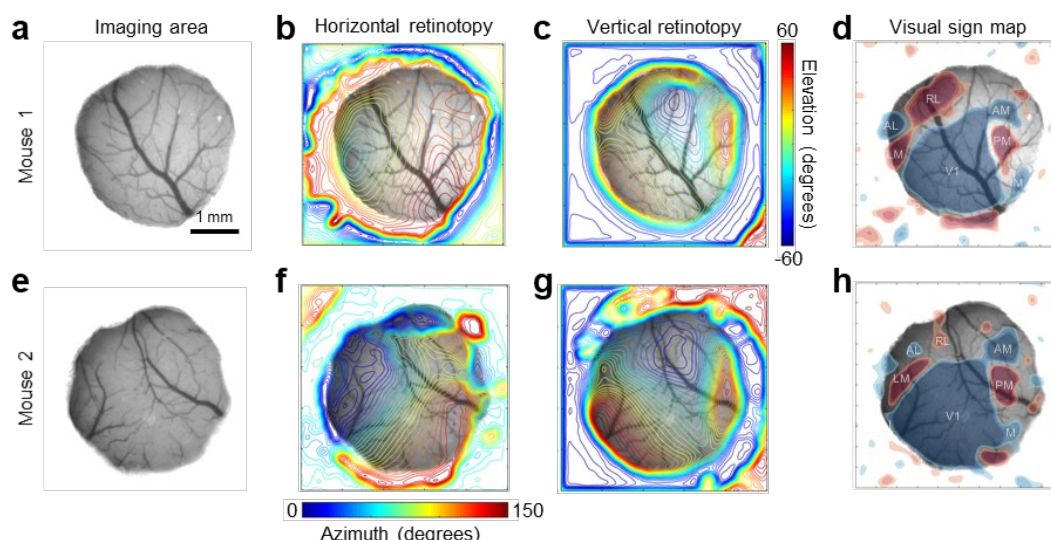 a Imaging area b Horizontal retinotopy c Vertical retinotopy d Visual sign map
Mouse 1
1 mm
60
Elevation (degrees)
-60
RL
AL
AM
LM
PM
V1
M
e f g h
Mouse 2
RL
AL
AM
LM
PM
V1
M
0 150
Azimuth (degrees)